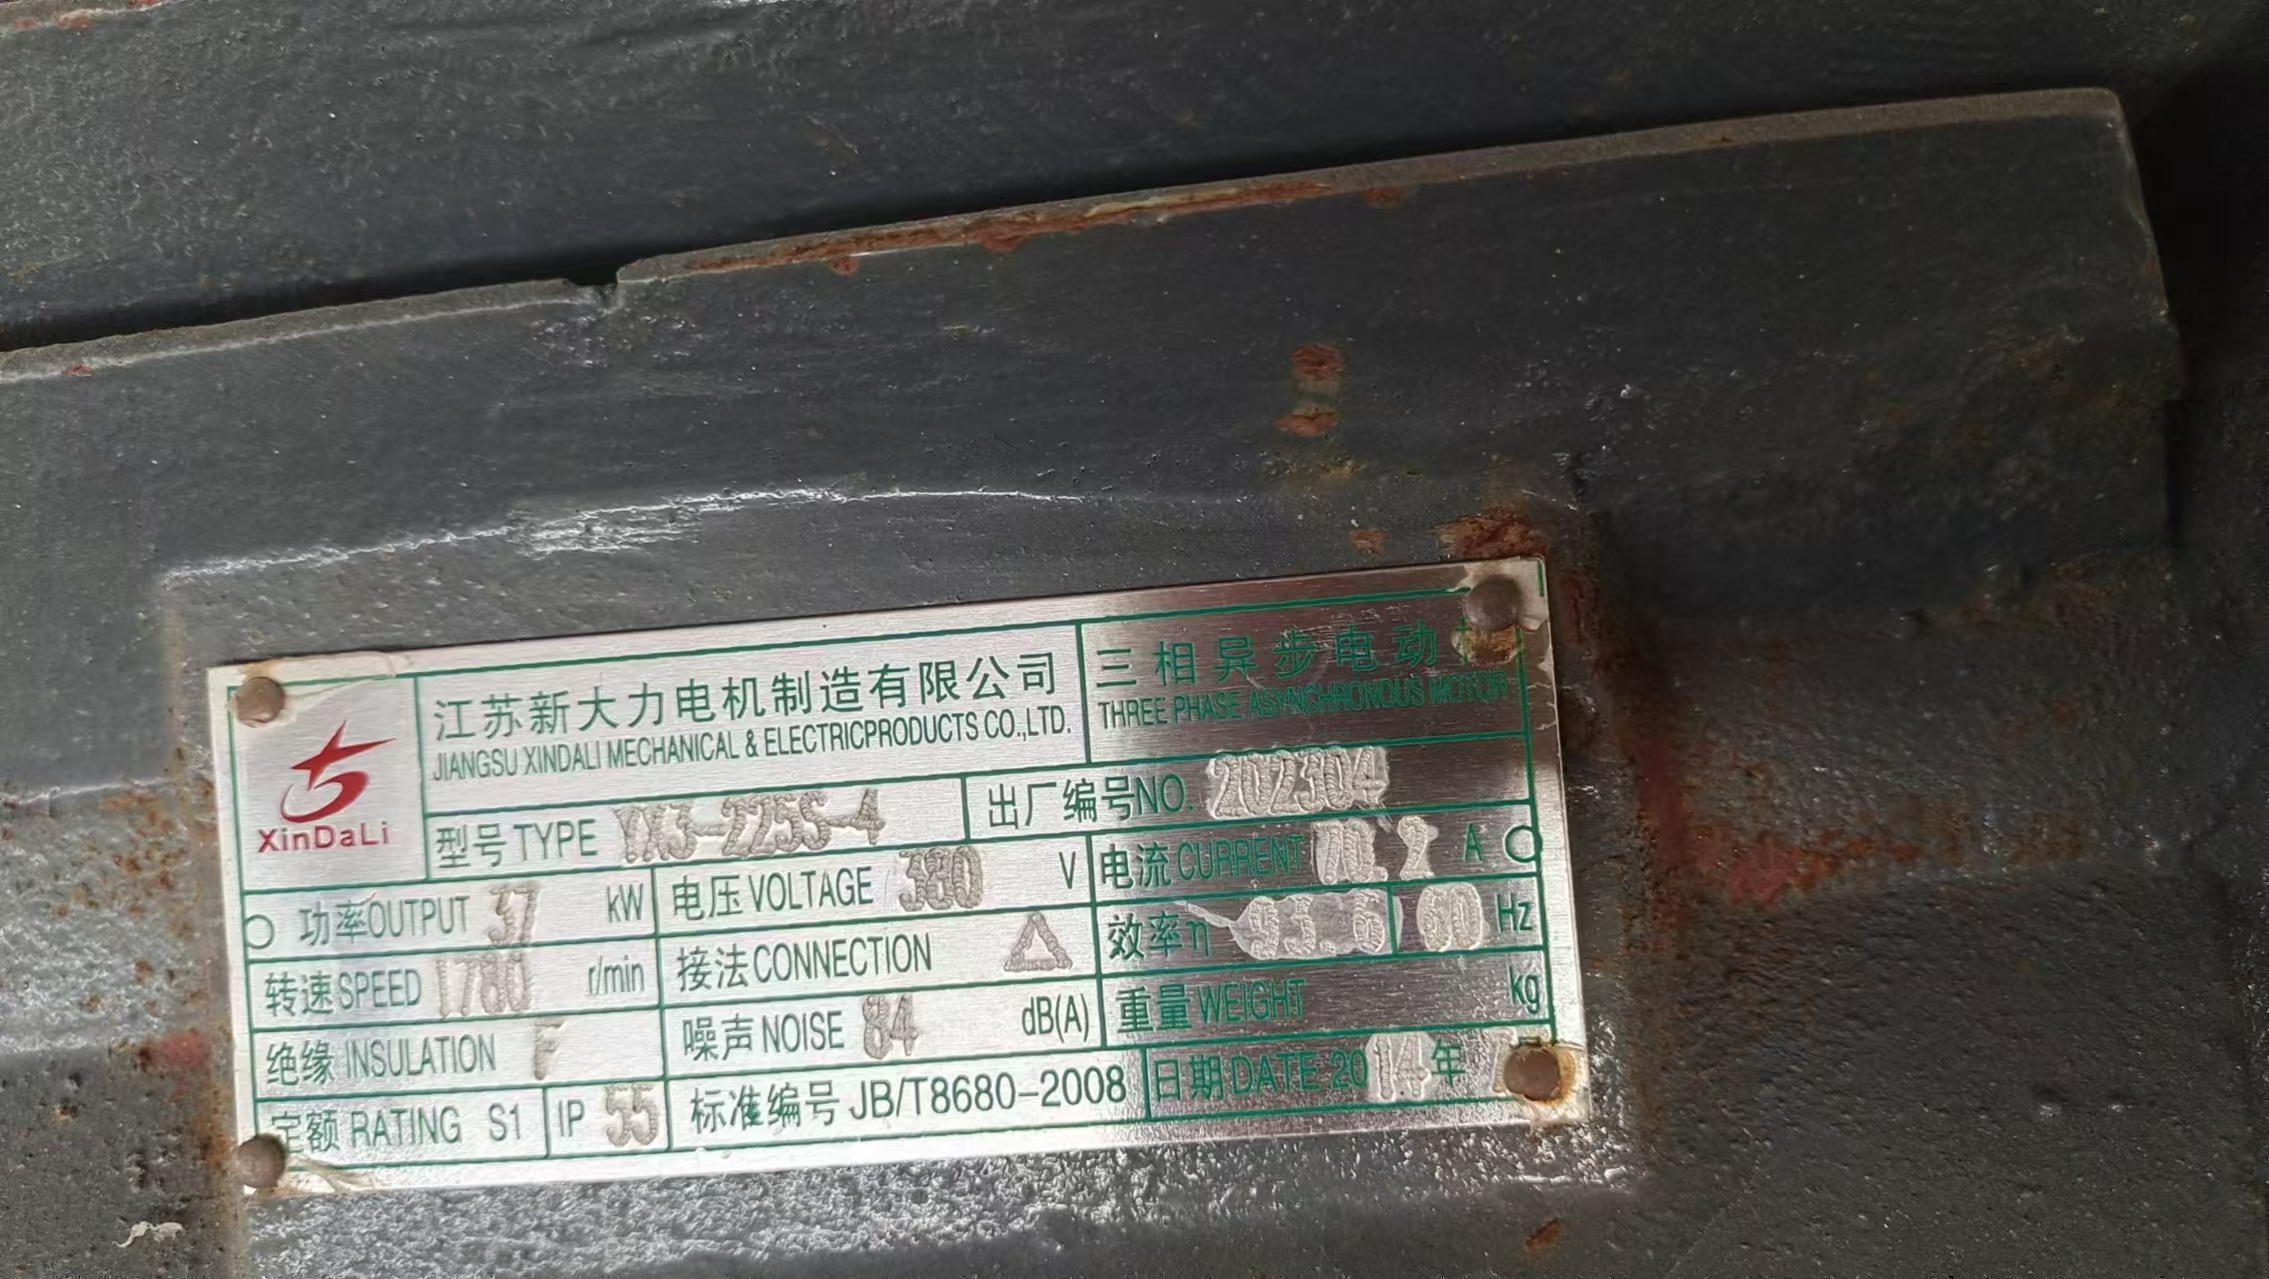 XinDaLi
江苏新大力电机制造有限公司
JIANGSU XINDALI MECHANICAL & ELECTRICPRODUCTS CO.,LTD.
三相异步电动
THREE PHASE ASYNCHRONOUS MOTOR
型号TYPE YX3-225S-4
出厂编号NO. 202304
功率OUTPUT 37 kW
电压VOLTAGE 380 V
电流CURRENT 70.2 A
转速SPEED 1780 r/min
接法CONNECTION △
效率η 93.6 60 Hz
绝缘 INSULATION F
噪声NOISE 84 dB(A)
重量WEIGHT kg
定额 RATING S1 IP 55
标准编号 JB/T8680-2008
日期DATE 2014年